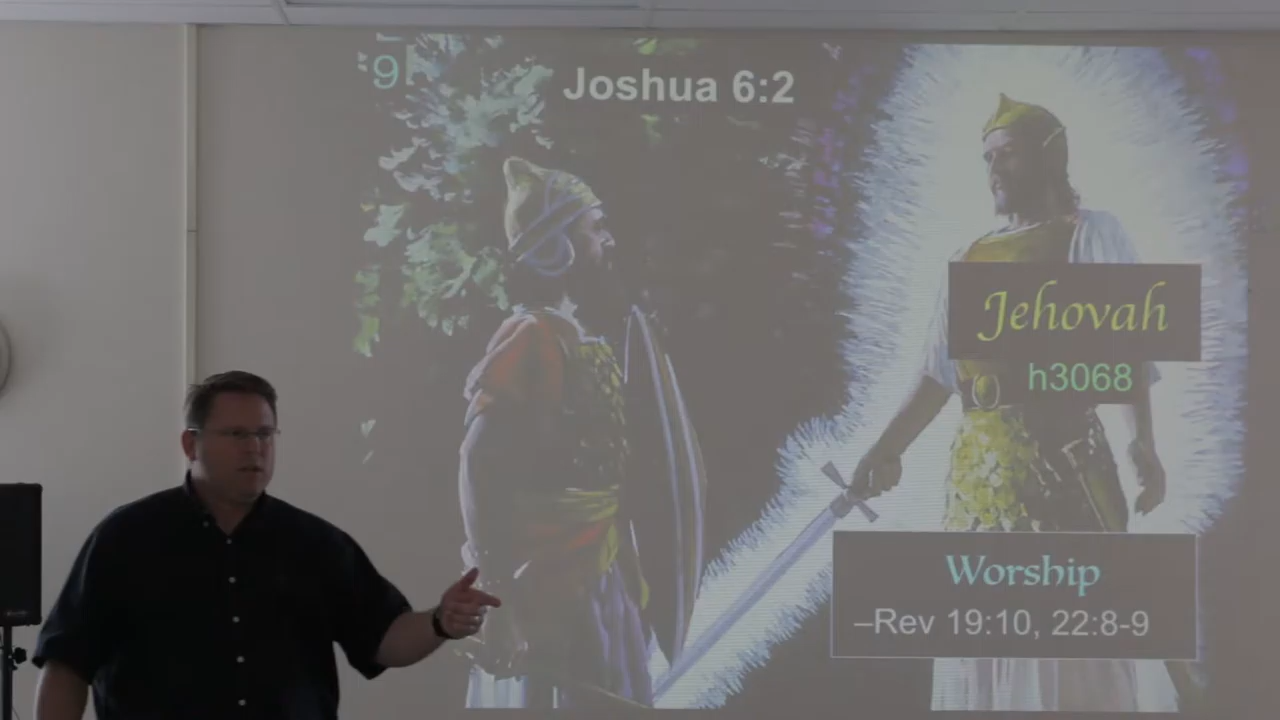 9
Joshua 6:2
Jehovah
h3068
Worship
–Rev 19:10, 22:8-9